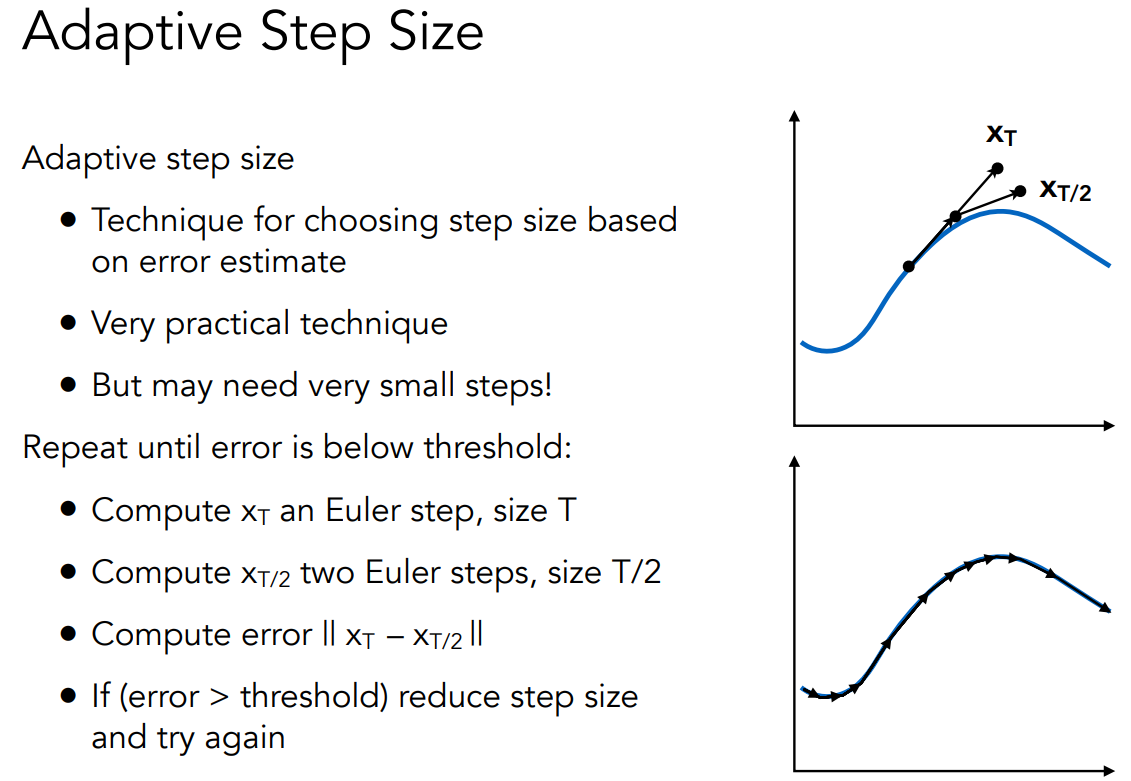 Adaptive Step Size
Adaptive step size
● Technique for choosing step size based
on error estimate
● Very practical technique
● But may need very small steps!
Repeat until error is below threshold:
● Compute xT an Euler step, size T
● Compute xT/2 two Euler steps, size T/2
● Compute error || xT – xT/2 ||
● If (error > threshold) reduce step size
and try again
xT
xT/2